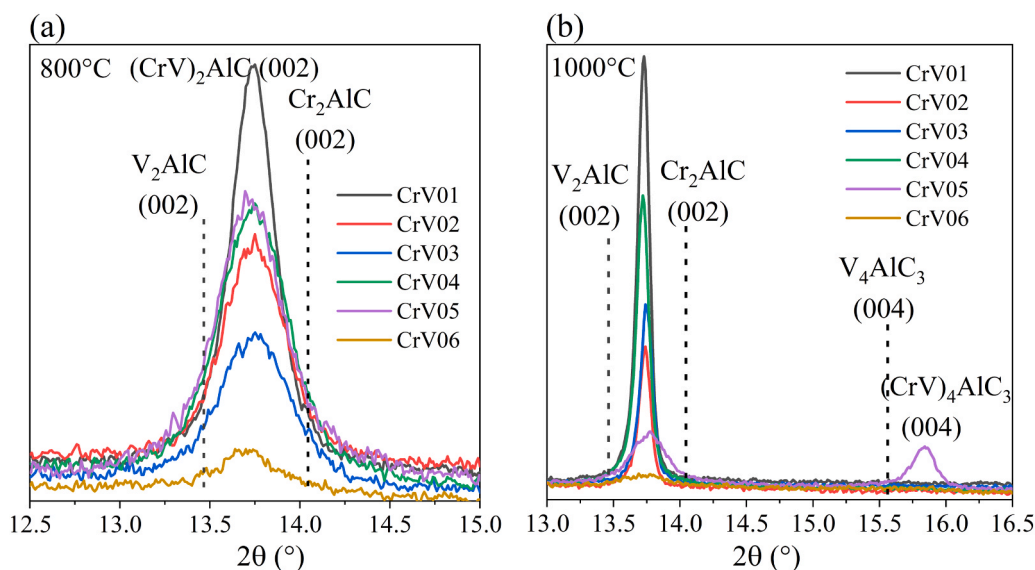 (a)
800°C (CrV)₂AlC (002)
Cr₂AlC
(002)
V₂AlC
(002)
CrV01
CrV02
CrV03
CrV04
CrV05
CrV06
12.5 13.0 13.5 14.0 14.5 15.0
2θ (°)
(b)
1000°C
CrV01
CrV02
CrV03
CrV04
CrV05
CrV06
V₂AlC
(002)
Cr₂AlC
(002)
V₄AlC₃
(004)
(CrV)₄AlC₃
(004)
13.0 13.5 14.0 14.5 15.0 15.5 16.0 16.5
2θ (°)